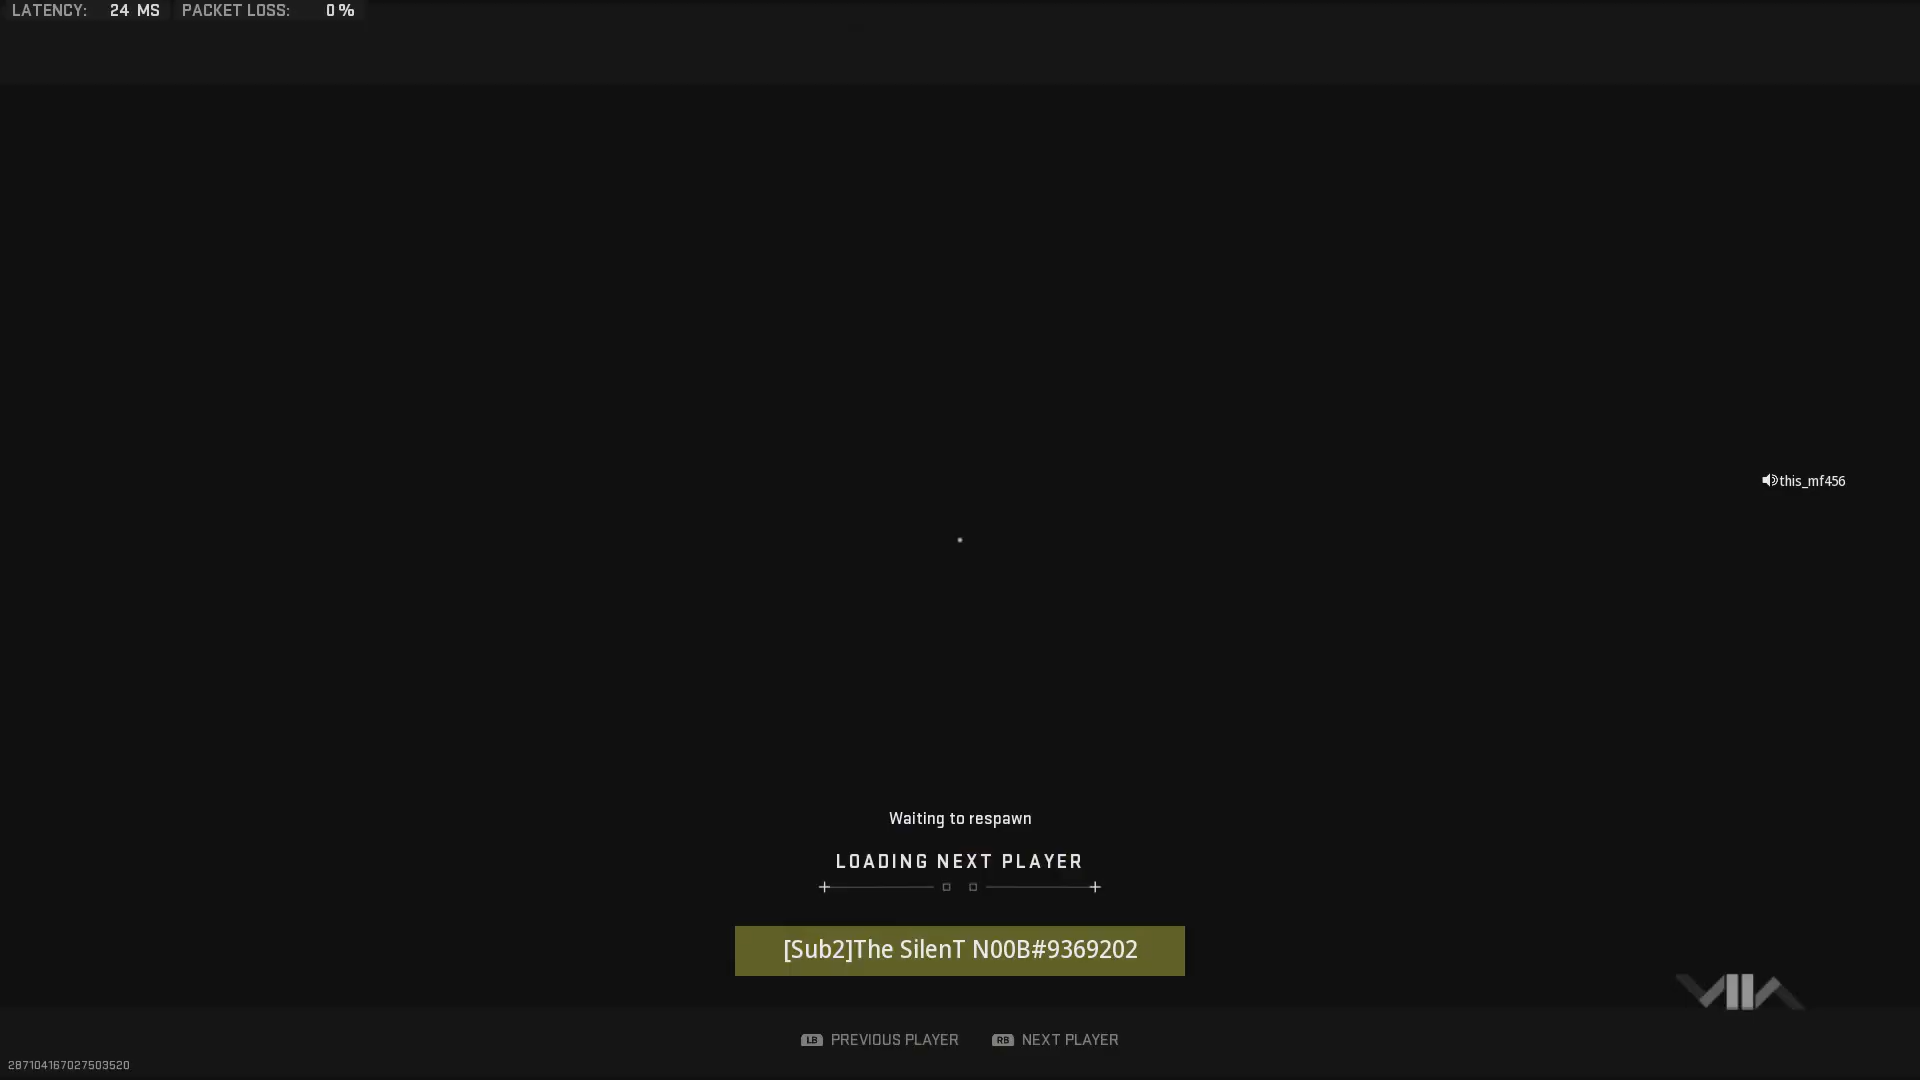 LATENCY: 24 MS PACKET LOSS: 0%
this_mf456
Waiting to respawn
LOADING NEXT PLAYER
[Sub2]The SilenT N00B#9369202
LB PREVIOUS PLAYER RB NEXT PLAYER
287104167027503520